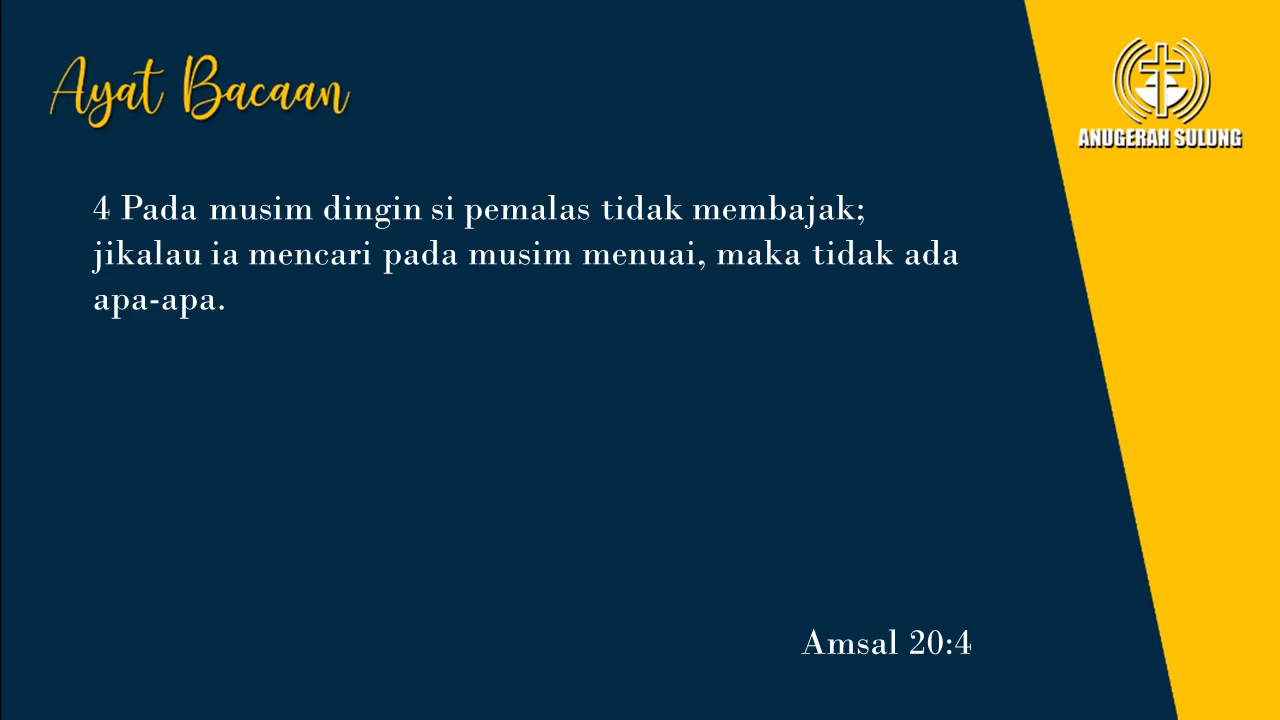 Ayat Bacaan
ANUGERAH SULUNG
4 Pada musim dingin si pemalas tidak membajak;
jikalau ia mencari pada musim menuai, maka tidak ada
apa-apa.
Amsal 20:4